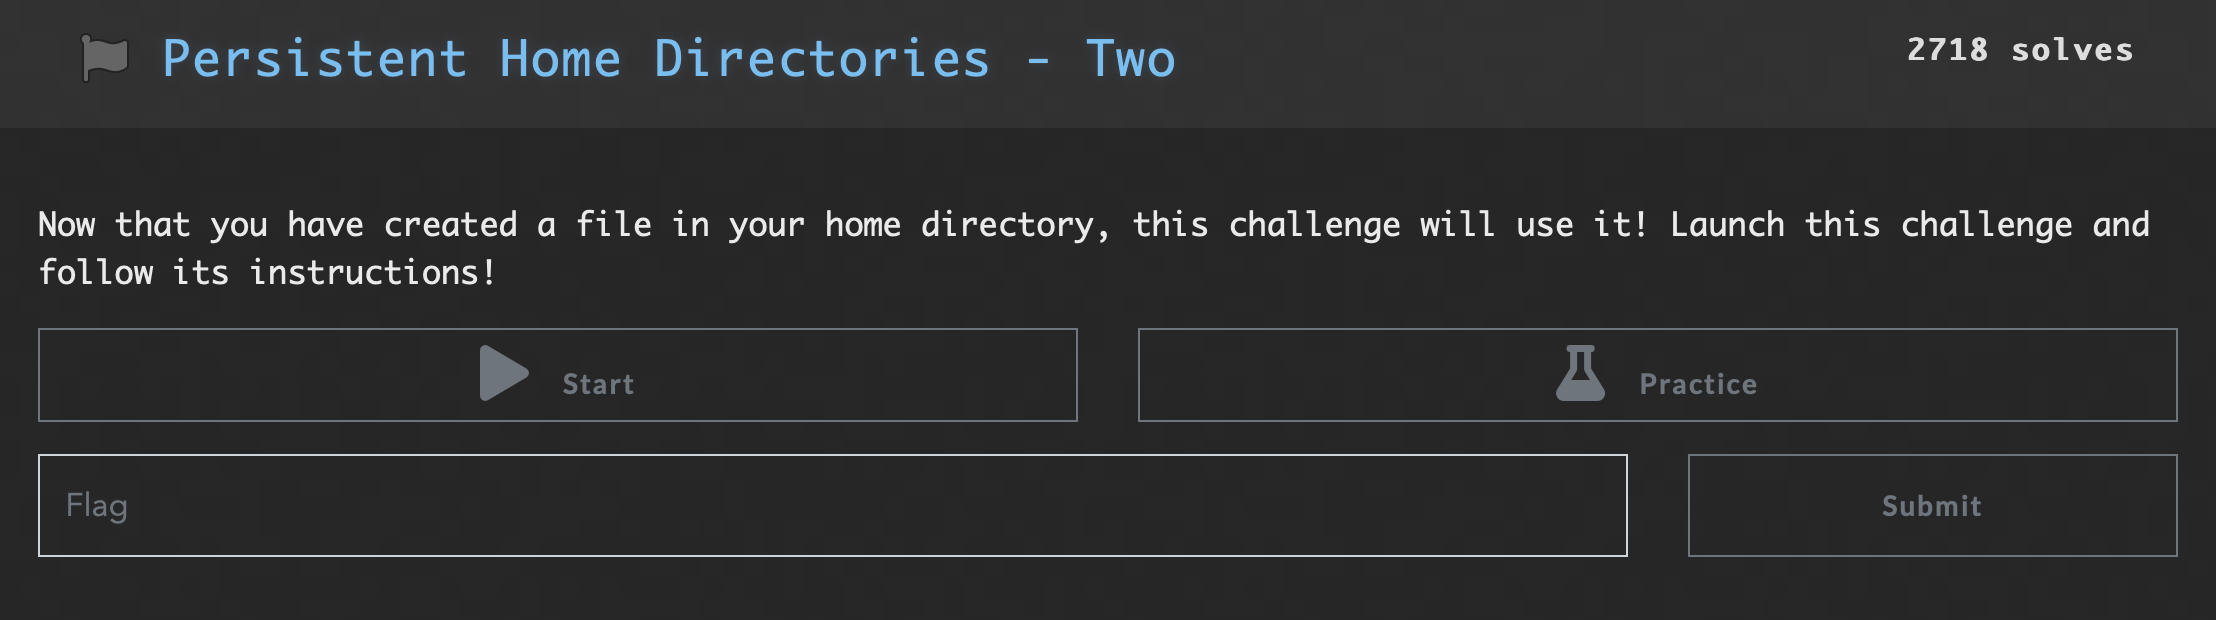 Persistent Home Directories - Two
2718 solves
Now that you have created a file in your home directory, this challenge will use it! Launch this challenge and
follow its instructions!
Start
Practice
Flag
Submit